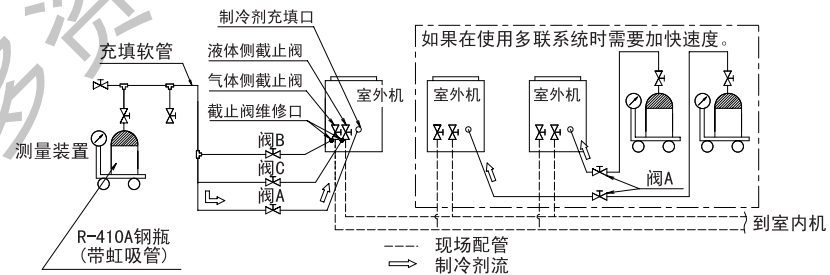 制冷剂充填口
如果在使用多联系统时需要加快速度。
充填软管
液体侧截止阀
气体侧截止阀
室外机
室外机
室外机
截止阀维修口
测量装置
阀B
阀C
阀A
阀A
到室内机
R-410A钢瓶
(带虹吸管)
现场配管
制冷剂流
多资